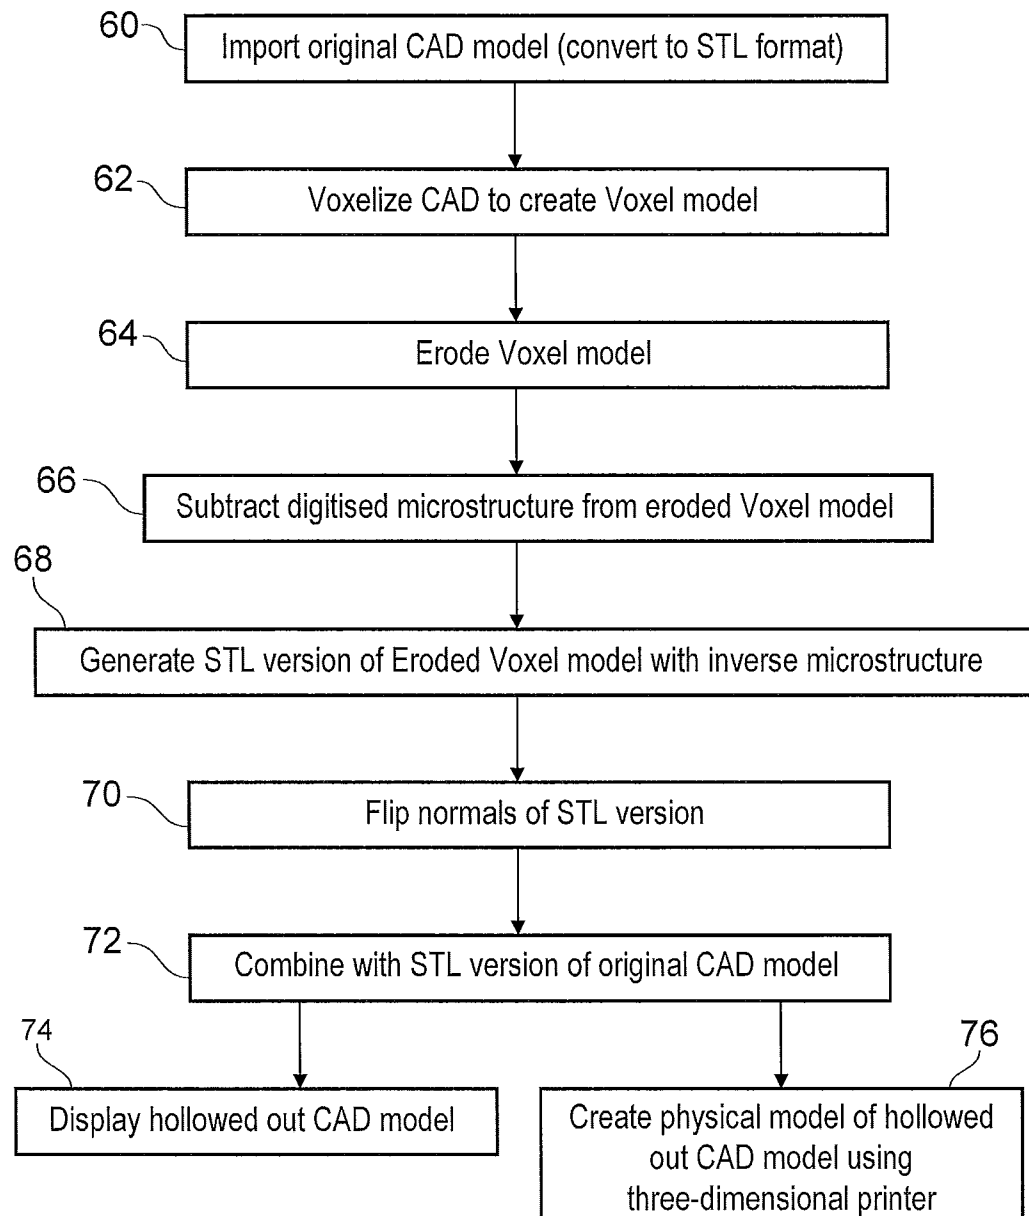 60
Import original CAD model (convert to STL format)
62
Voxelize CAD to create Voxel model
64
Erode Voxel model
66
Subtract digitised microstructure from eroded Voxel model
68
Generate STL version of Eroded Voxel model with inverse microstructure
70
Flip normals of STL version
72
Combine with STL version of original CAD model
74
Display hollowed out CAD model
76
Create physical model of hollowed
out CAD model using
three-dimensional printer